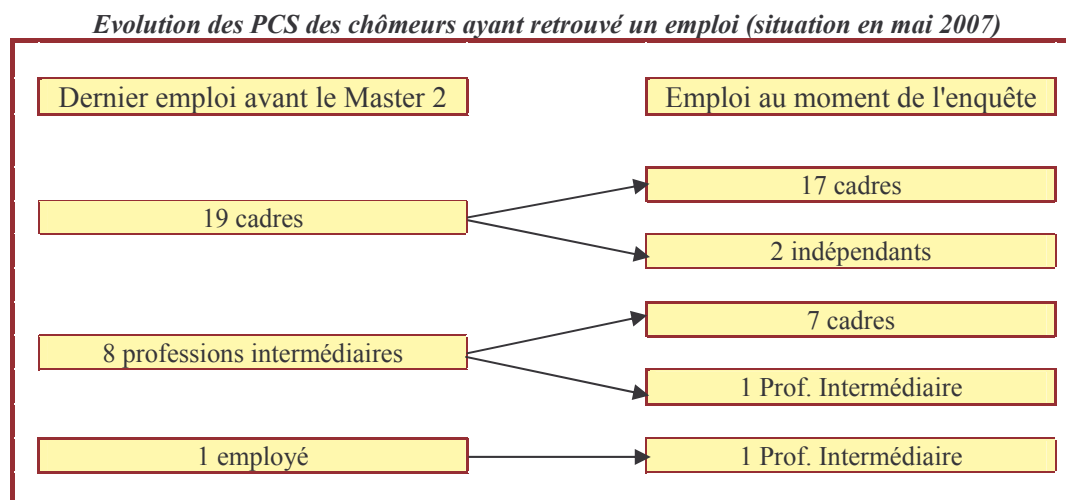 Evolution des PCS des chômeurs ayant retrouvé un emploi (situation en mai 2007)
Dernier emploi avant le Master 2
Emploi au moment de l'enquête
19 cadres
17 cadres
2 indépendants
8 professions intermédiaires
7 cadres
1 Prof. Intermédiaire
1 employé
1 Prof. Intermédiaire